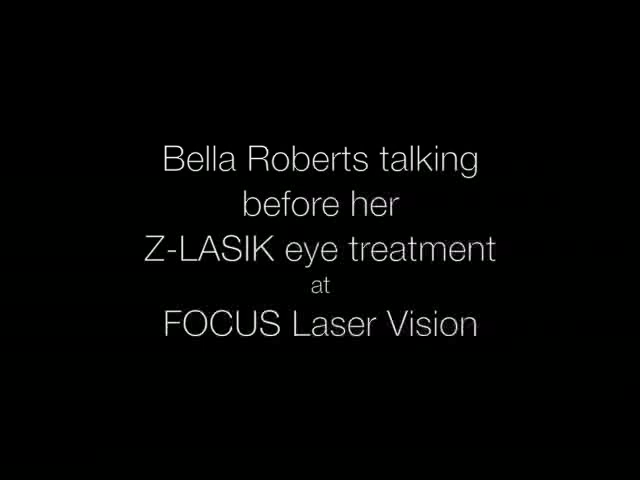 Bella Roberts talking
before her
Z-LASIK eye treatment
at
FOCUS Laser Vision